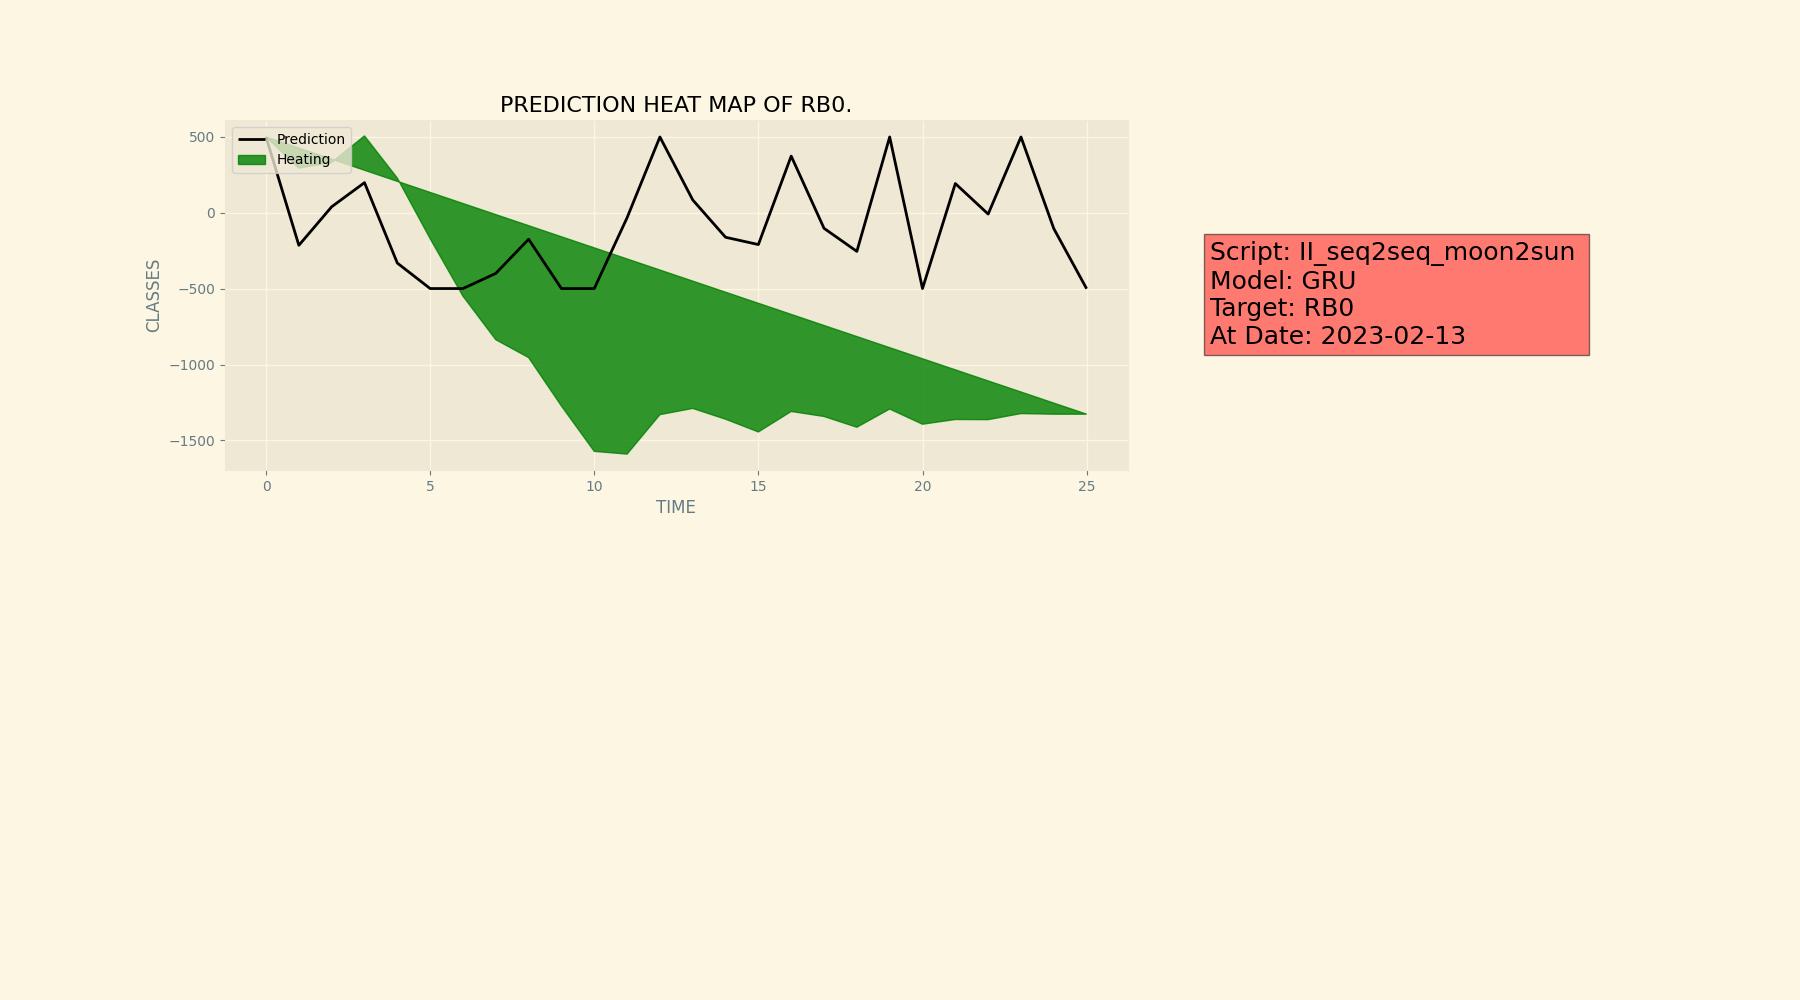 PREDICTION HEAT MAP OF RB0.
Prediction
Heating
500
0
−500
−1000
−1500
CLASSES
0 5 10 15 20 25
TIME
Script: II_seq2seq_moon2sun
Model: GRU
Target: RB0
At Date: 2023-02-13